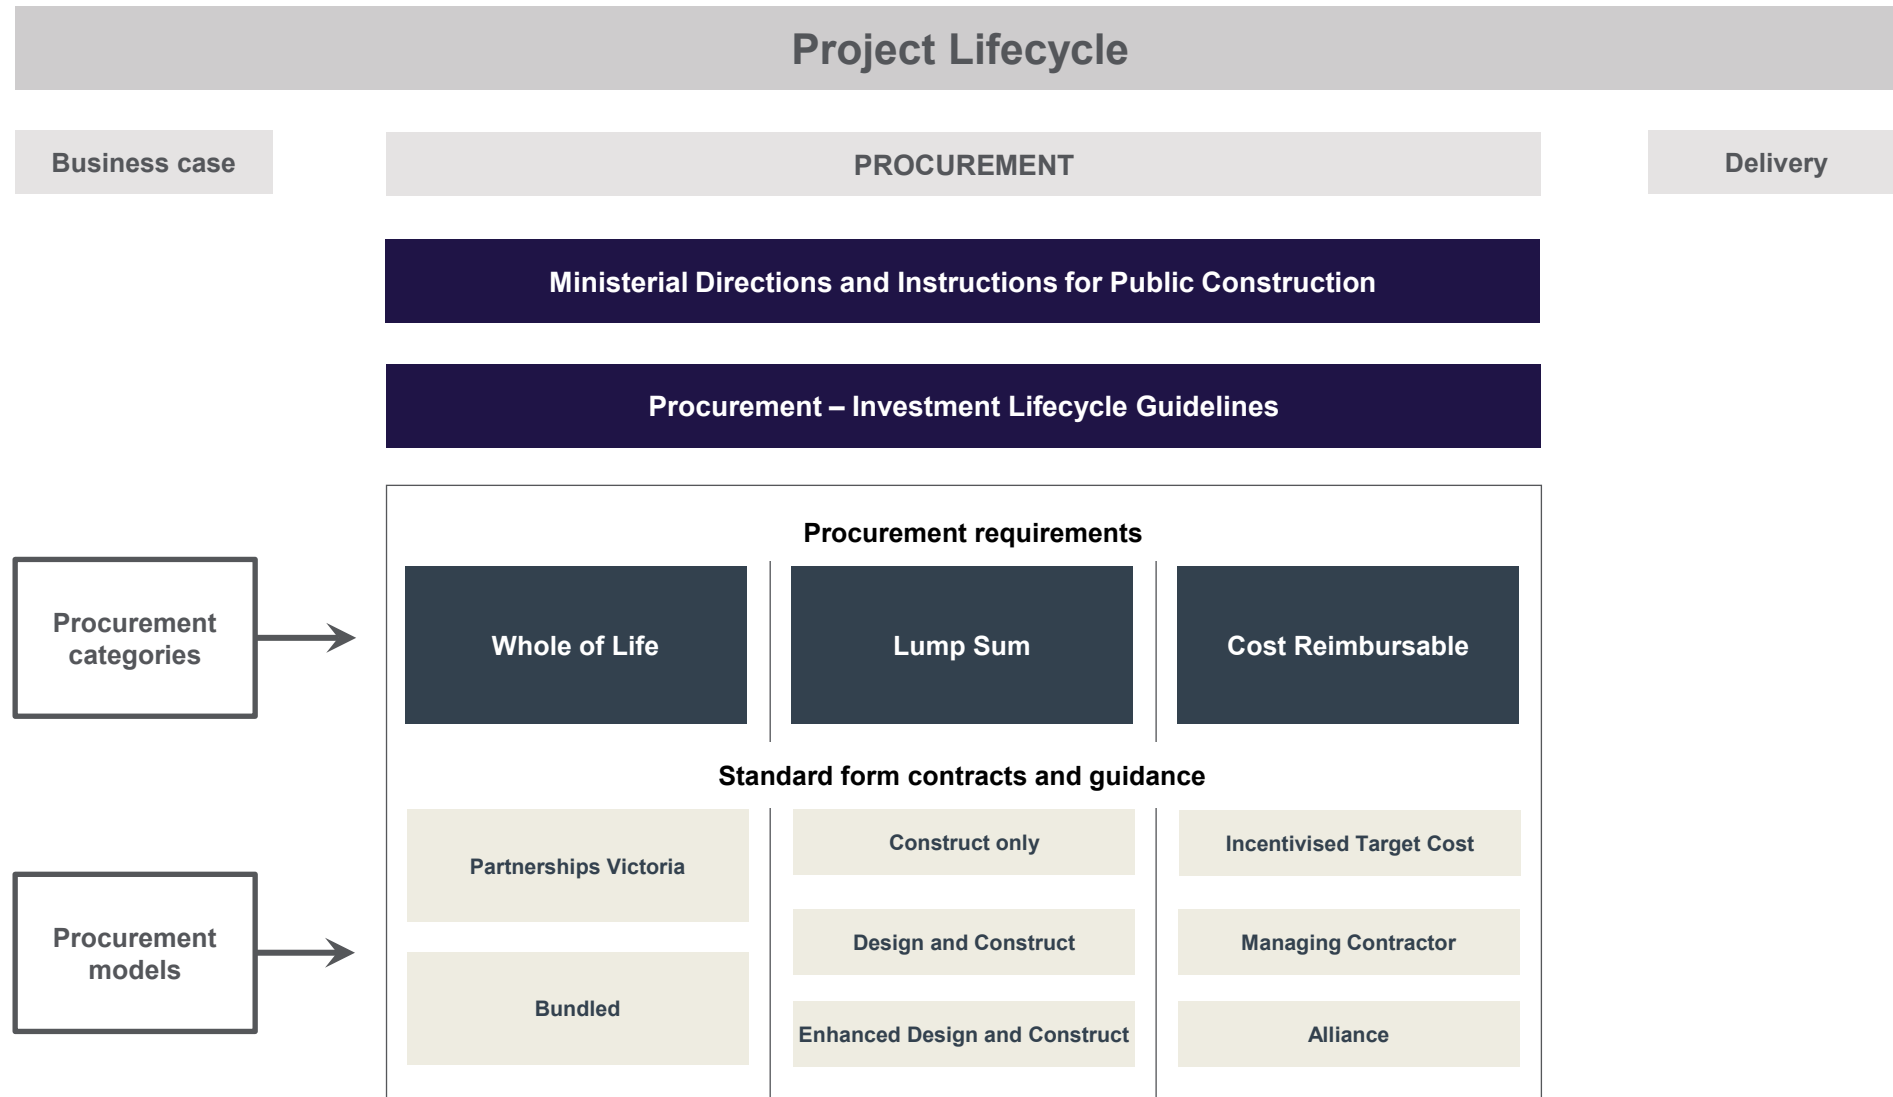 Project Lifecycle
Business case
PROCUREMENT
Delivery
Ministerial Directions and Instructions for Public Construction
Procurement – Investment Lifecycle Guidelines
Procurement requirements
Procurement
categories
Whole of Life
Lump Sum
Cost Reimbursable
Standard form contracts and guidance
Procurement
models
Partnerships Victoria
Bundled
Construct only
Design and Construct
Enhanced Design and Construct
Incentivised Target Cost
Managing Contractor
Alliance